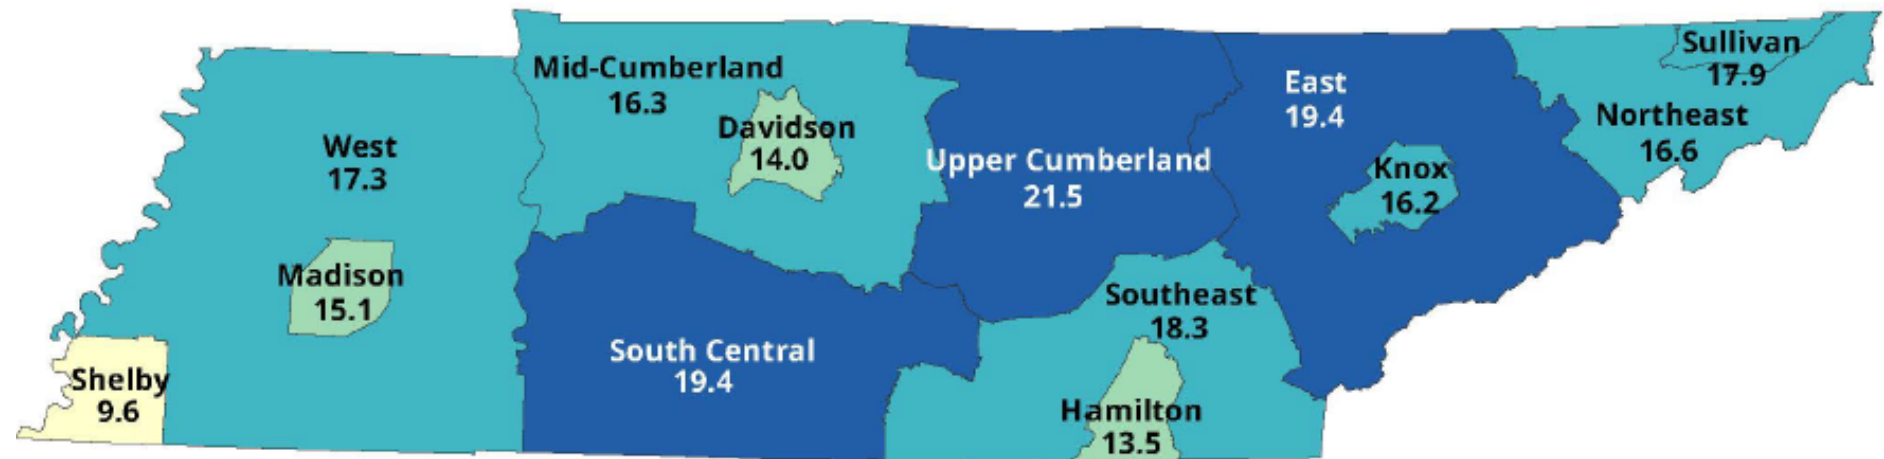 Mid-Cumberland
16.3
Davidson
14.0
West
17.3
Madison
15.1
Shelby
9.6
South Central
19.4
Upper Cumberland
21.5
East
19.4
Knox
16.2
Sullivan
17.9
Northeast
16.6
Southeast
18.3
Hamilton
13.5